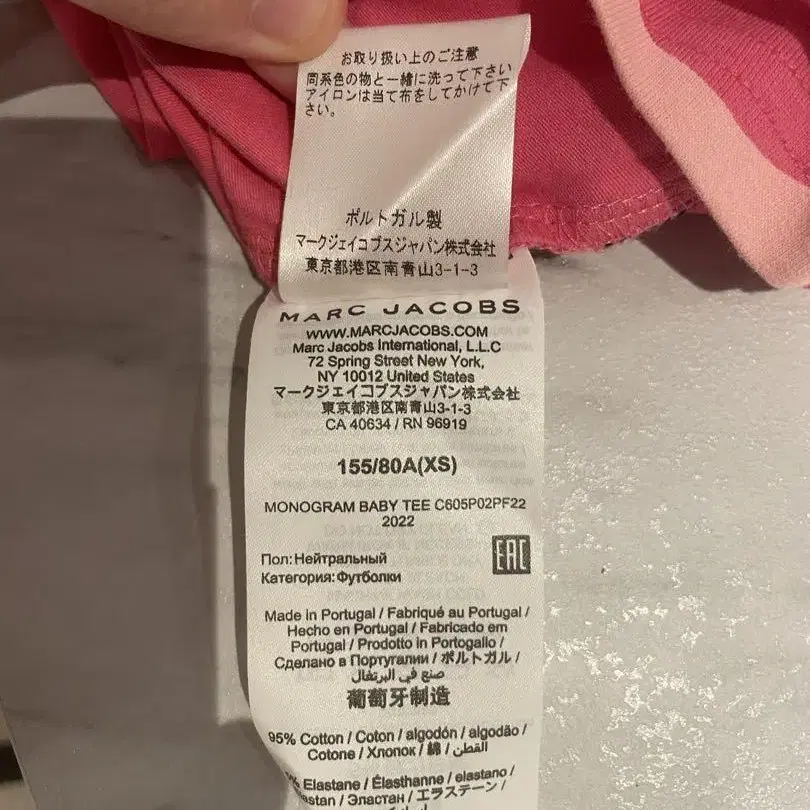 お取り扱い上のご注意
同系色の物と一緒に洗って下さい
アイロンは当て布をしてかけて下
さい。
ポルトガル製
マークジェイコブスジャパン株式会社
東京都港区南青山3-1-3
MARC JACOBS
WWW.MARCJACOBS.COM
Marc Jacobs International, L.L.C
72 Spring Street New York,
NY 10012 United States
マークジェイコブスジャパン株式会社
東京都港区南青山3-1-3
CA 40634 / RN 96919
155/80A(XS)
MONOGRAM BABY TEE C605P02PF22
2022
Пол: Нейтральный
Категория: Футболки
EAC
Made in Portugal / Fabriqué au Portugal /
Hecho en Portugal / Fabricado em
Portugal / Prodotto in Portogallo /
Сделано в Португалии / ポルトガル /
صنع في البرتغال
葡萄牙制造
95% Cotton / Coton / algodón / algodão /
Cotone / Хлопок / 綿 / القطن /
% Elastane / Élasthanne / elastano /
Эластан / エラステーン /